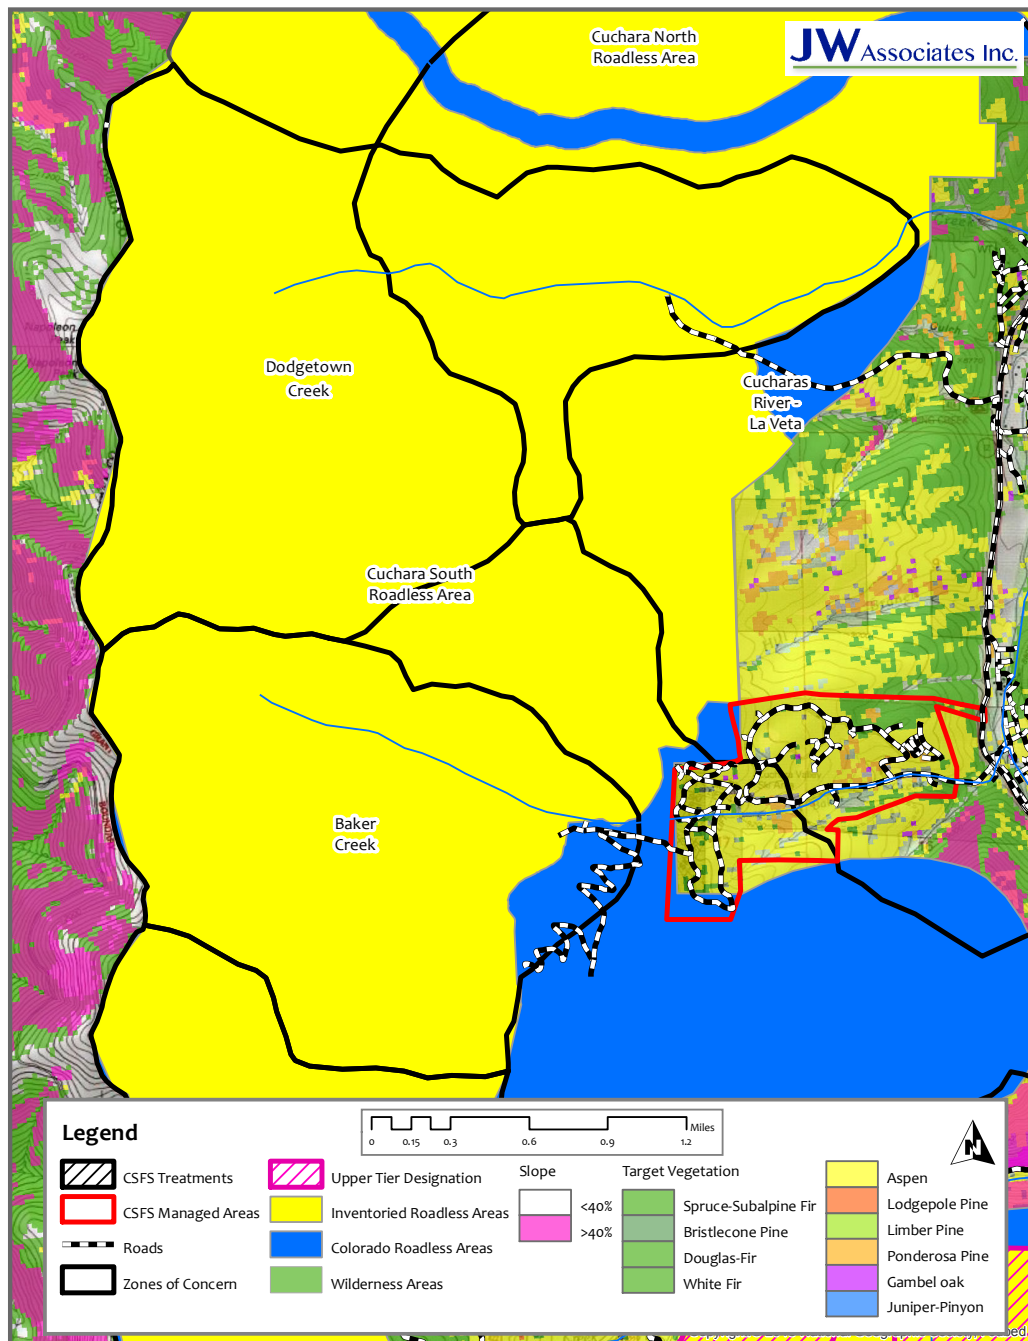 Cuchara North
Roadless Area
JW Associates Inc.
Creek
Napoleon
Peak
Gulch
Dodgetown
Creek
Cucharas
River -
La Veta
Cuchara South
Roadless Area
Baker
Creek
Legend
0 0.15 0.3 0.6 0.9 1.2 Miles
N
CSFS Treatments
CSFS Managed Areas
Roads
Zones of Concern
Upper Tier Designation
Inventoried Roadless Areas
Colorado Roadless Areas
Wilderness Areas
Slope
<40%
>40%
Target Vegetation
Spruce-Subalpine Fir
Bristlecone Pine
Douglas-Fir
White Fir
Aspen
Lodgepole Pine
Limber Pine
Ponderosa Pine
Gambel oak
Juniper-Pinyon